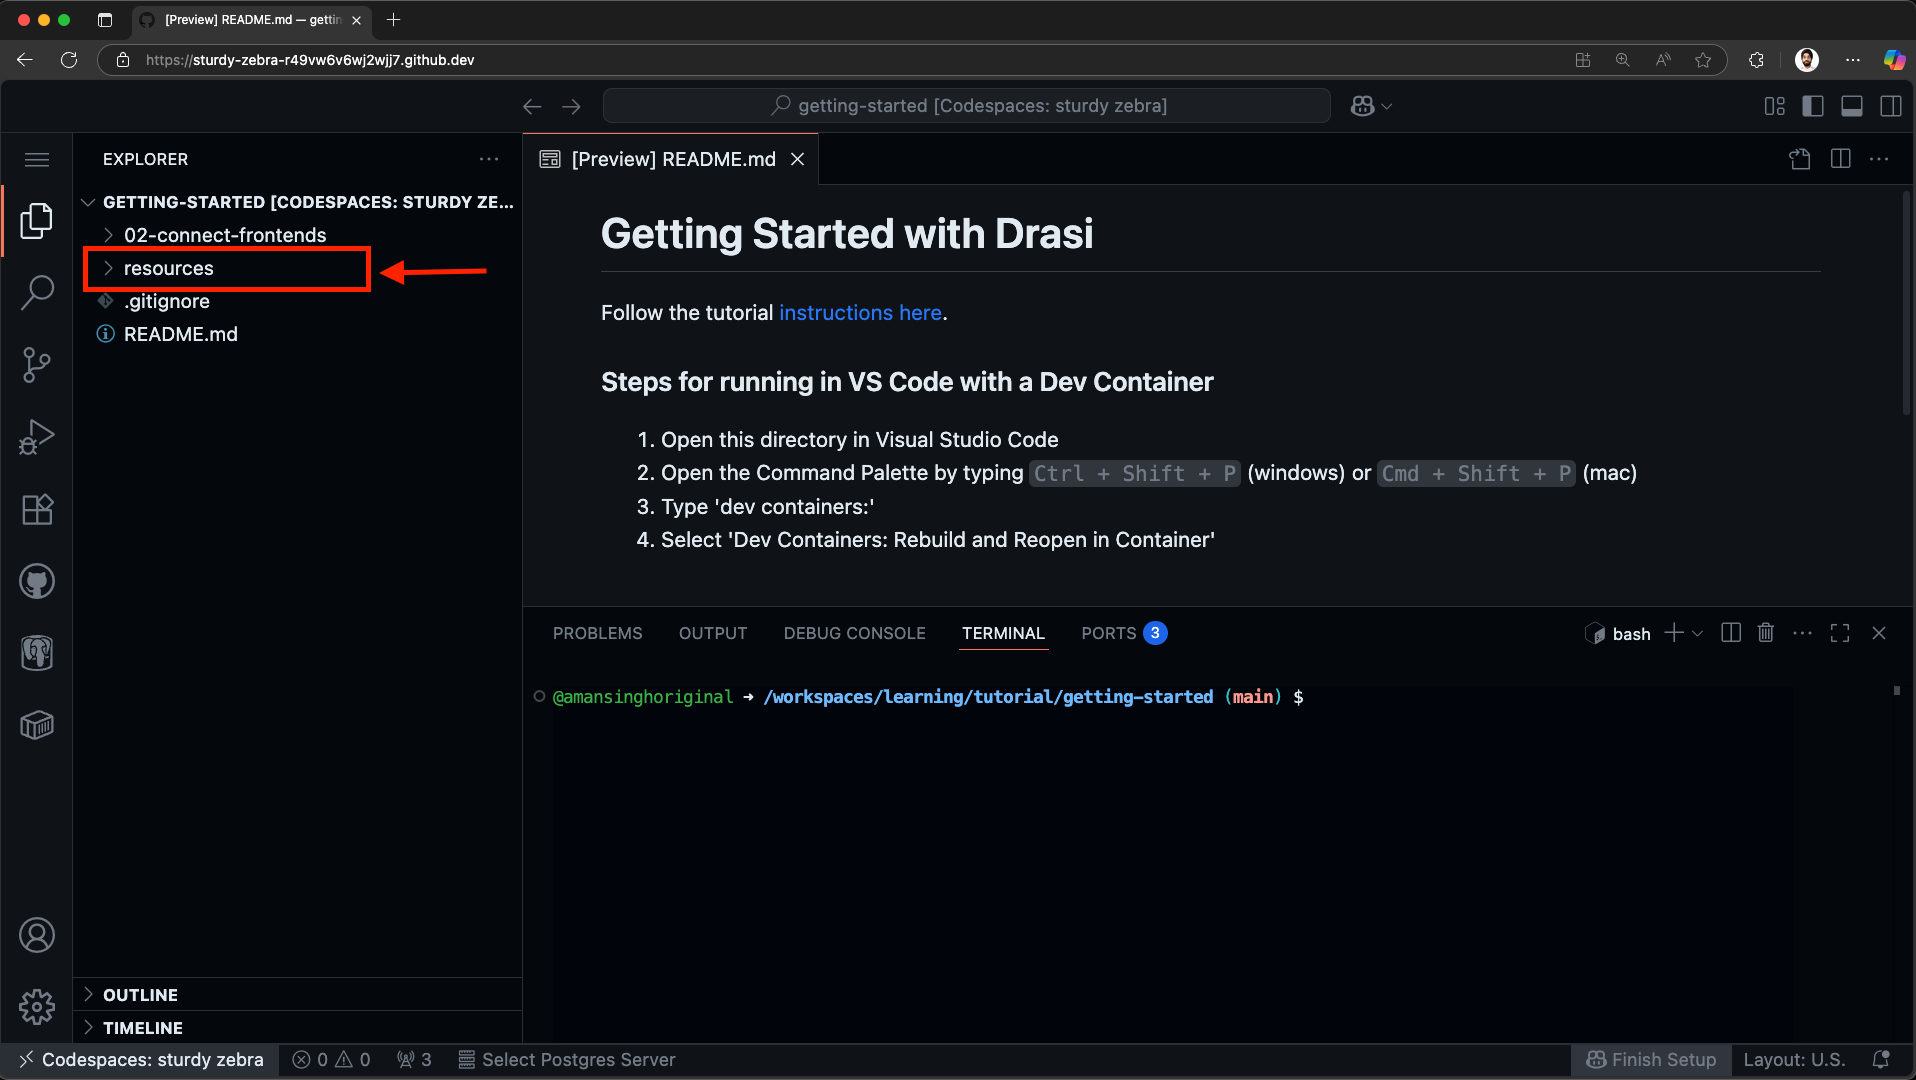 [Preview] README.md — gettin
https://sturdy-zebra-r49vw6v6wj2wjj7.github.dev
getting-started [Codespaces: sturdy zebra]
EXPLORER
GETTING-STARTED [CODESPACES: STURDY ZE...
02-connect-frontends
resources
.gitignore
README.md
OUTLINE
TIMELINE
[Preview] README.md
Getting Started with Drasi
Follow the tutorial instructions here.
Steps for running in VS Code with a Dev Container
1. Open this directory in Visual Studio Code
2. Open the Command Palette by typing Ctrl + Shift + P (windows) or Cmd + Shift + P (mac)
3. Type 'dev containers:'
4. Select 'Dev Containers: Rebuild and Reopen in Container'
PROBLEMS OUTPUT DEBUG CONSOLE TERMINAL PORTS 3 bash
@amansinghoriginal → /workspaces/learning/tutorial/getting-started (main) $
Codespaces: sturdy zebra 0 0 3 Select Postgres Server Finish Setup Layout: U.S.